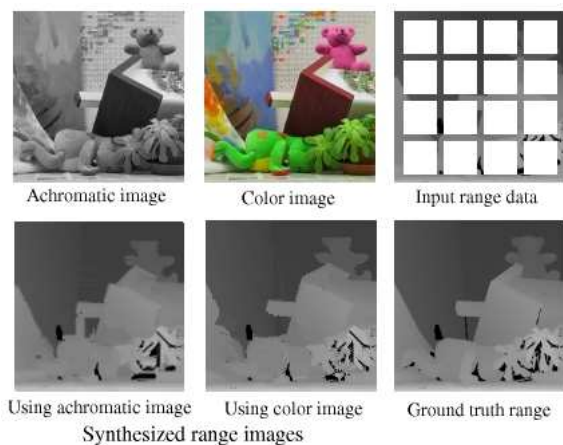 Achromatic image Color image Input range data
Using achromatic image Using color image Ground truth range
Synthesized range images